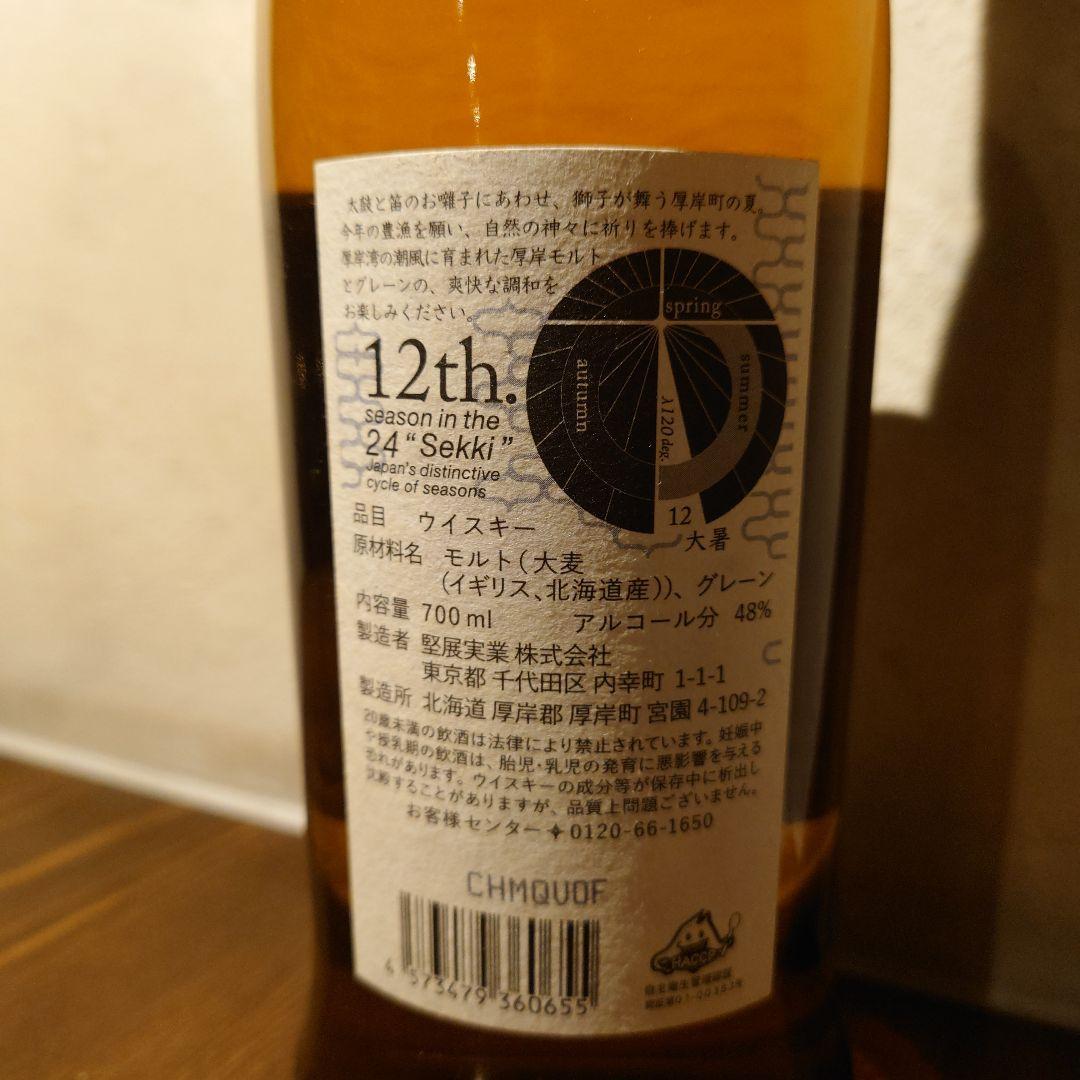 太鼓と笛のお囃子にあわせ、獅子が舞う厚岸町の夏。
今年の豊漁を願い、自然の神々に祈りを捧げます。
厚岸湾の潮風に育まれた厚岸モルト
とグレーンの、爽快な調和を
お楽しみください。
12th.
season in the
24 "Sekki"
Japan's distinctive
cycle of seasons
spring
summer
autumn
λ120 deg.
12
大暑
品目 ウイスキー
原材料名 モルト(大麦
(イギリス、北海道産))、グレーン
内容量 700ml アルコール分 48%
製造者 堅展実業 株式会社
東京都 千代田区 内幸町 1-1-1
製造所 北海道 厚岸郡 厚岸町 宮園 4-109-2
20歳未満の飲酒は法律により禁止されています。妊娠中
や授乳期の飲酒は、胎児・乳児の発育に悪影響を与える
恐れがあります。ウイスキーの成分等が保存中に析出し
沈殿することがありますが、品質上問題ございません。
お客様センター✦0120-66-1650
CHMQVOF
4 573479 360655
HACCP
自主衛生管理認証